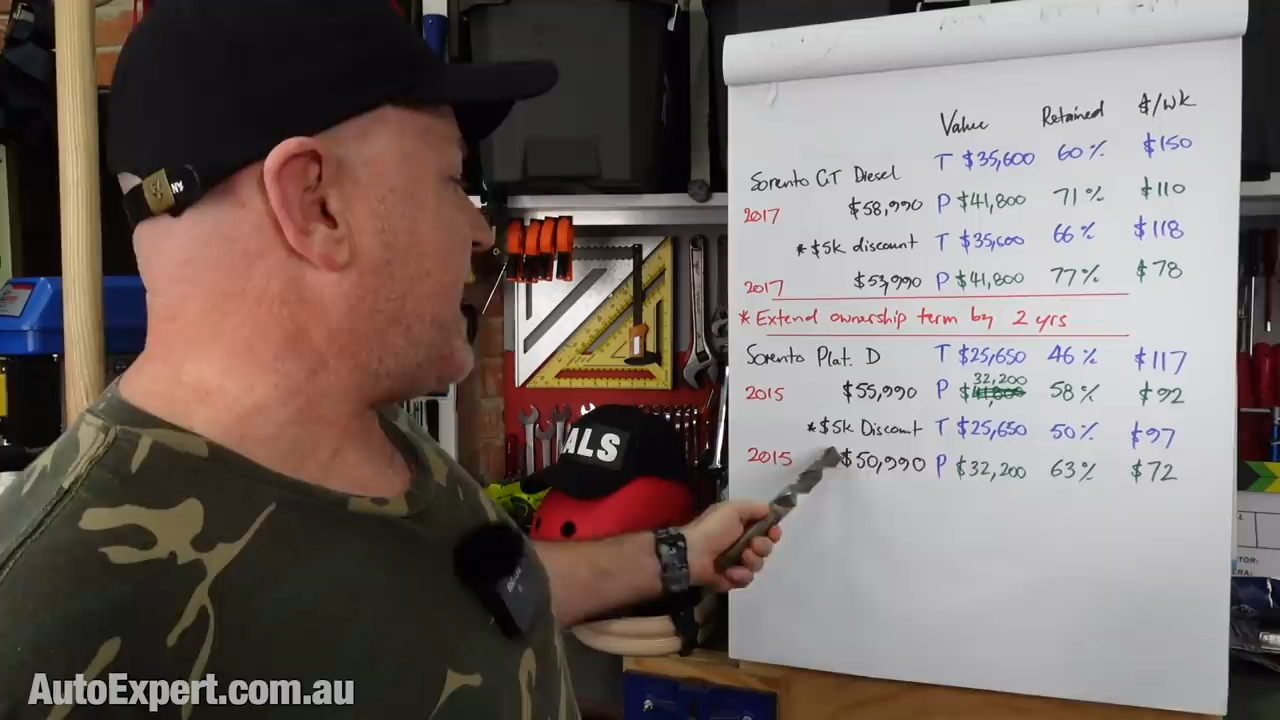 Value Retained $/wk
T $35,600 60% $150
Sorento GT Diesel
2017 $58,990 P $41,800 71% $110
* $5k discount T $35,600 66% $118
2017 $53,990 P $41,800 77% $78
* Extend ownership term by 2 yrs
Sorento Plat. D T $25,650 46% $117
32,200
2015 $55,990 P $41,800 58% $92
* $5k Discount T $25,650 50% $97
2015 $50,990 P $32,200 63% $72
ALS
AutoExpert.com.au